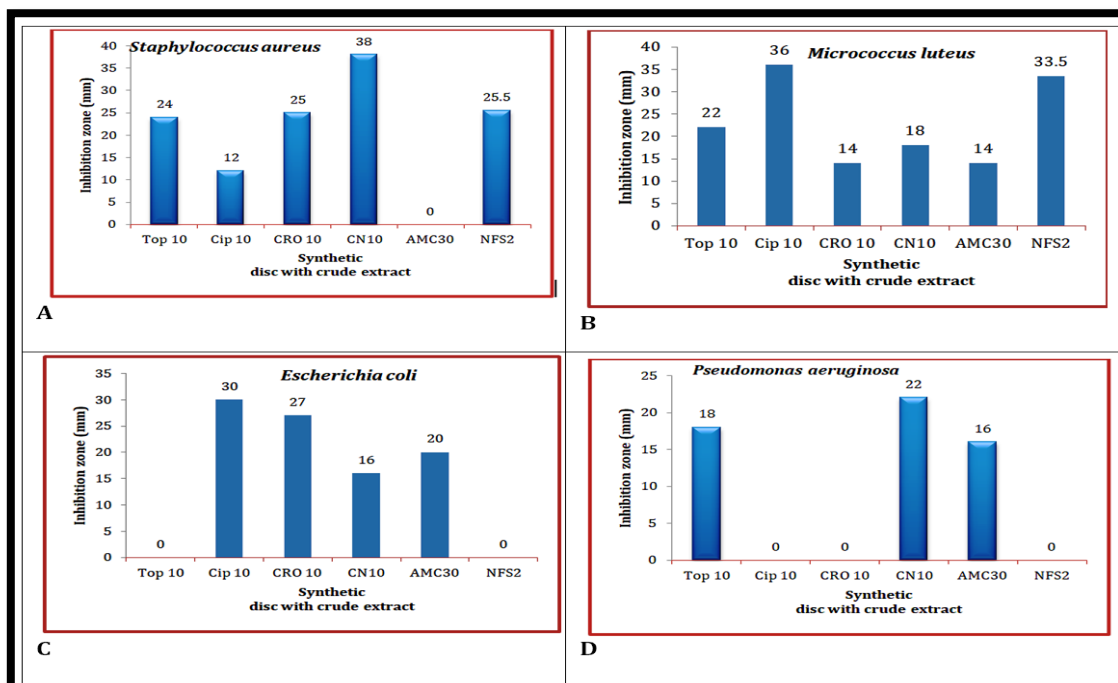 Staphylococcus aureus
Inhibition zone (mm)
40
35
30
25
20
15
10
5
0
24
12
25
38
0
25.5
Top 10 Cip 10 CRO 10 CN10 AMC30 NFS2
Synthetic
disc with crude extract
A
Micrococcus luteus
Inhibition zone (mm)
40
35
30
25
20
15
10
5
0
22
36
14
18
14
33.5
Top 10 Cip 10 CRO 10 CN10 AMC30 NFS2
Synthetic
disc with crude extract
B
Escherichia coli
Inhibition zone (mm)
35
30
25
20
15
10
5
0
0
30
27
16
20
0
Top 10 Cip 10 CRO 10 CN10 AMC30 NFS2
Synthetic
disc with crude extract
C
Pseudomonas aeruginosa
Inhibition zone (mm)
25
20
15
10
5
0
18
0
0
22
16
0
Top 10 Cip 10 CRO 10 CN10 AMC30 NFS2
Synthetic
disc with crude extract
D